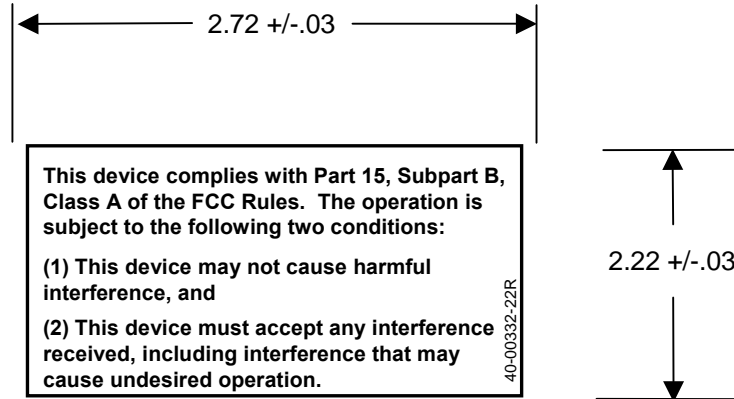 2.72 +/-.03
This device complies with Part 15, Subpart B,
Class A of the FCC Rules.  The operation is
subject to the following two conditions:
(1) This device may not cause harmful
interference, and
(2) This device must accept any interference
received, including interference that may
cause undesired operation.
40-00332-22R
2.22 +/-.03